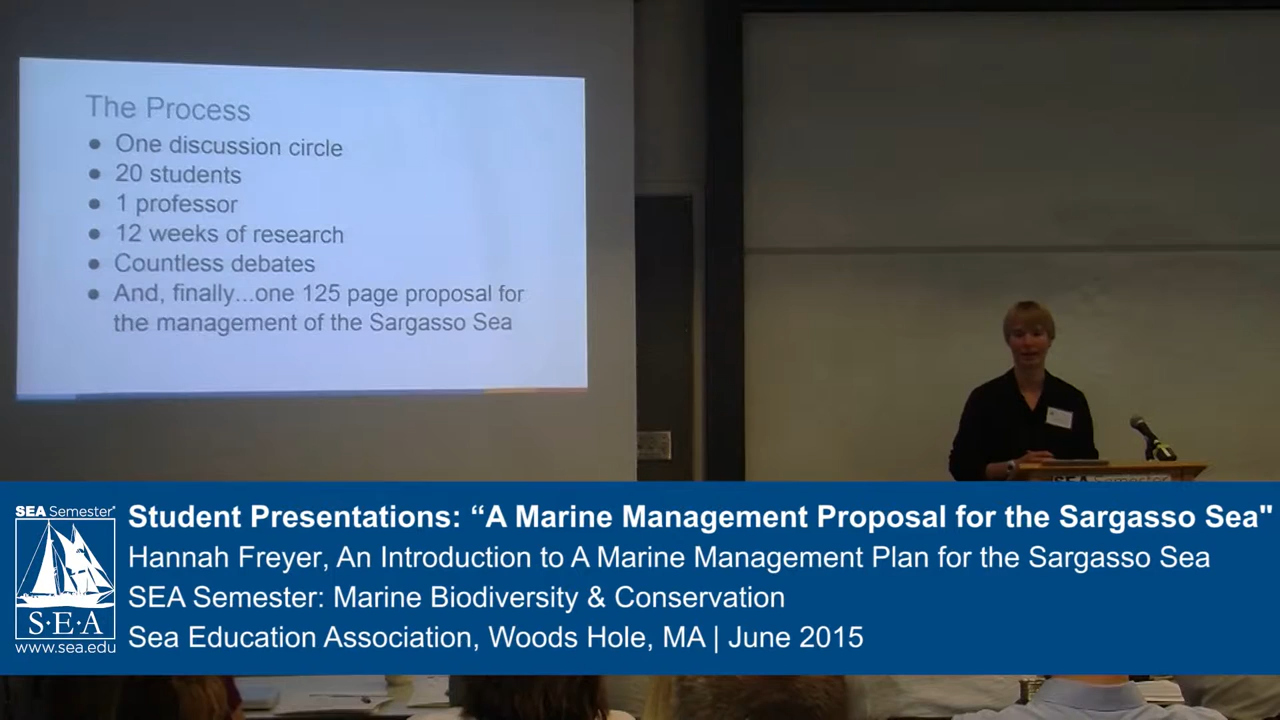 The Process
● One discussion circle
● 20 students
● 1 professor
● 12 weeks of research
● Countless debates
● And, finally...one 125 page proposal for
the management of the Sargasso Sea
SEA Semester
SEA Semester®
Student Presentations: “A Marine Management Proposal for the Sargasso Sea"
Hannah Freyer, An Introduction to A Marine Management Plan for the Sargasso Sea
SEA Semester: Marine Biodiversity & Conservation
Sea Education Association, Woods Hole, MA | June 2015
S·E·A
www.sea.edu